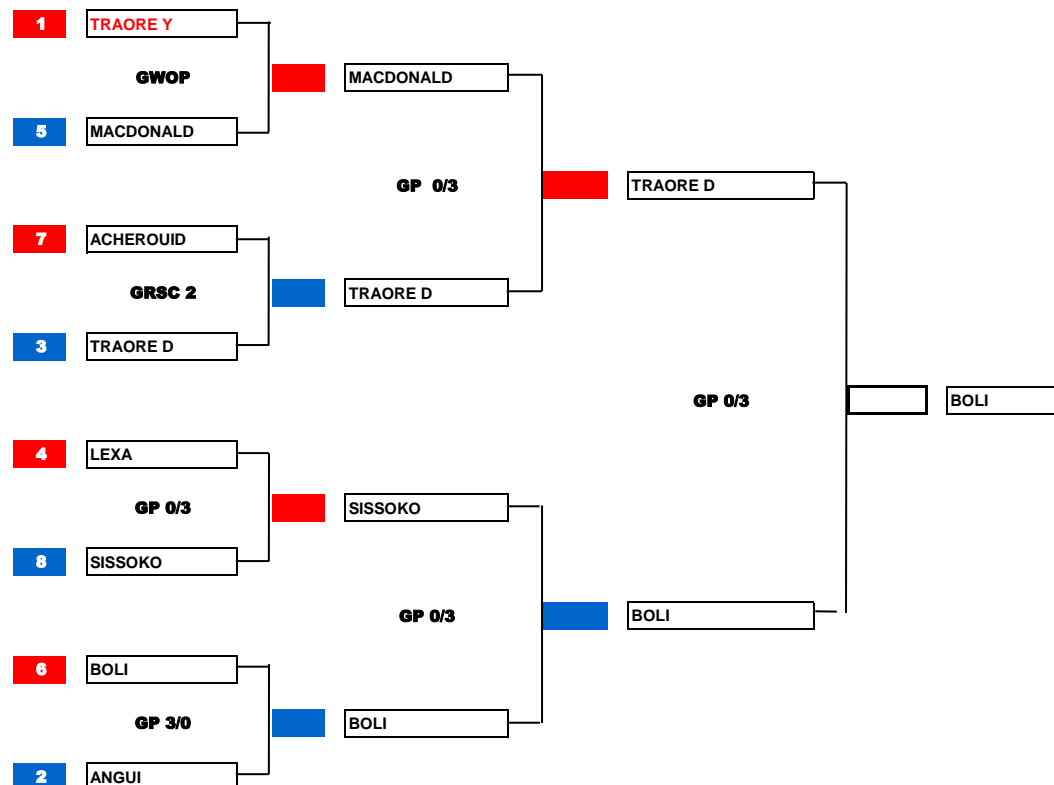 1 TRAORE Y
GWOP
MACDONALD
5 MACDONALD
GP 0/3
TRAORE D
7 ACHEROUID
GRSC 2
TRAORE D
3 TRAORE D
GP 0/3
BOLI
4 LEXA
GP 0/3
SISSOKO
8 SISSOKO
GP 0/3
BOLI
6 BOLI
GP 3/0
BOLI
2 ANGUI